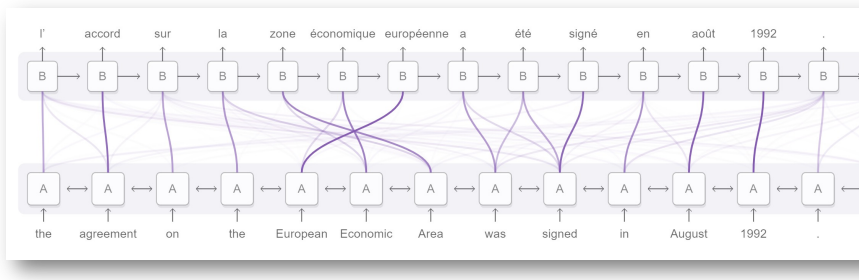 l' accord sur la zone économique européenne a été signé en août 1992 .
B B B B B B B B B B B B B B
A A A A A A A A A A A A A
the agreement on the European Economic Area was signed in August 1992 .